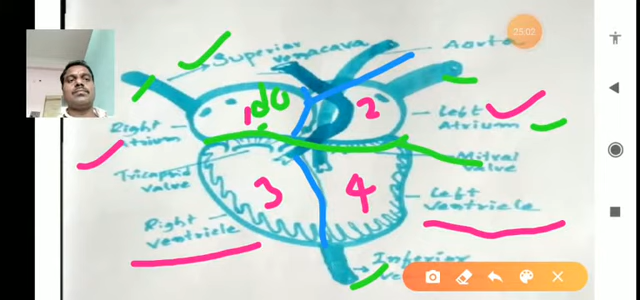 25:02
Superior
venacava
Aorta
1
do
2
Left
Atrium
Right
Atrium
Tricuspid
valve
Mitral
valve
3
4
Left
ventricle
Right
ventricle
Inferior